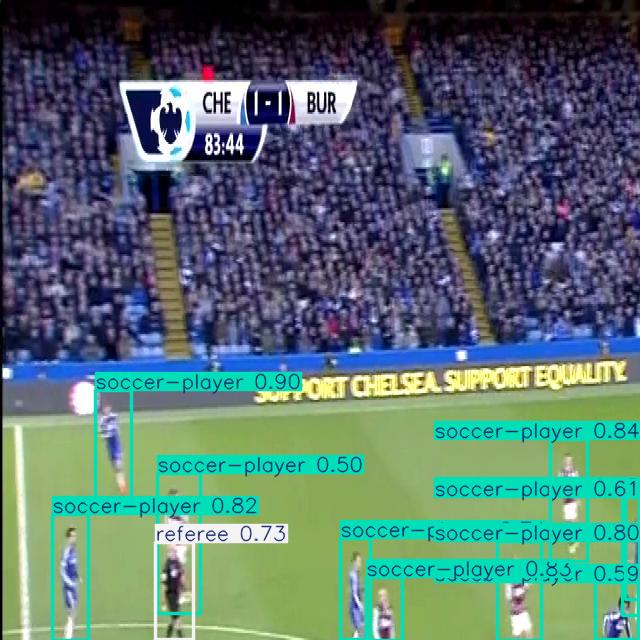 CHE 1-1 BUR
83:44
soccer-player 0.90
SUPPORT CHELSEA. SUPPORT EQUALITY.
soccer-player 0.84
soccer-player 0.50
soccer-player 0.61
soccer-player 0.82
referee 0.73
soccer-player 0.80
soccer-player 0.83
0.59